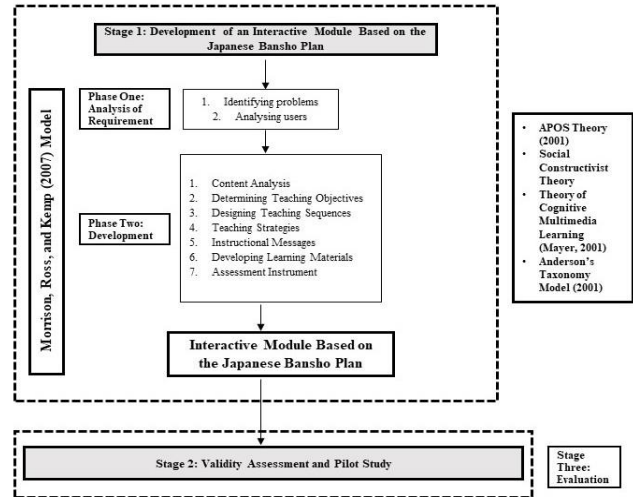 Stage 1: Development of an Interactive Module Based on the
Japanese Bansho Plan
Morrison, Ross, and Kemp (2007) Model
Phase One:
Analysis of
Requirement
1. Identifying problems
2. Analysing users
Phase Two:
Development
1. Content Analysis
2. Determining Teaching Objectives
3. Designing Teaching Sequences
4. Teaching Strategies
5. Instructional Messages
6. Developing Learning Materials
7. Assessment Instrument
Interactive Module Based on
the Japanese Bansho Plan
• APOS Theory
(2001)
• Social
Constructivist
Theory
• Theory of
Cognitive
Multimedia
Learning
(Mayer, 2001)
• Anderson's
Taxonomy
Model (2001)
Stage 2: Validity Assessment and Pilot Study
Stage
Three:
Evaluation